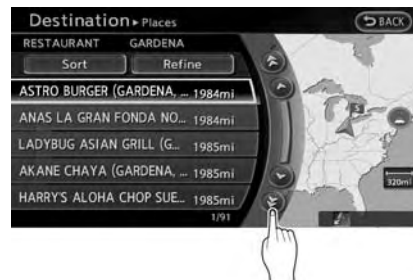 Destination ▸ Places
BACK
RESTAURANT GARDENA
Sort Refine
ASTRO BURGER (GARDENA, ... 1984mi
ANAS LA GRAN FONDA NO... 1984mi
LADYBUG ASIAN GRILL (G... 1985mi
AKANE CHAYA (GARDENA, ... 1985mi
HARRY'S ALOHA CHOP SUE... 1985mi
1/91
320mi